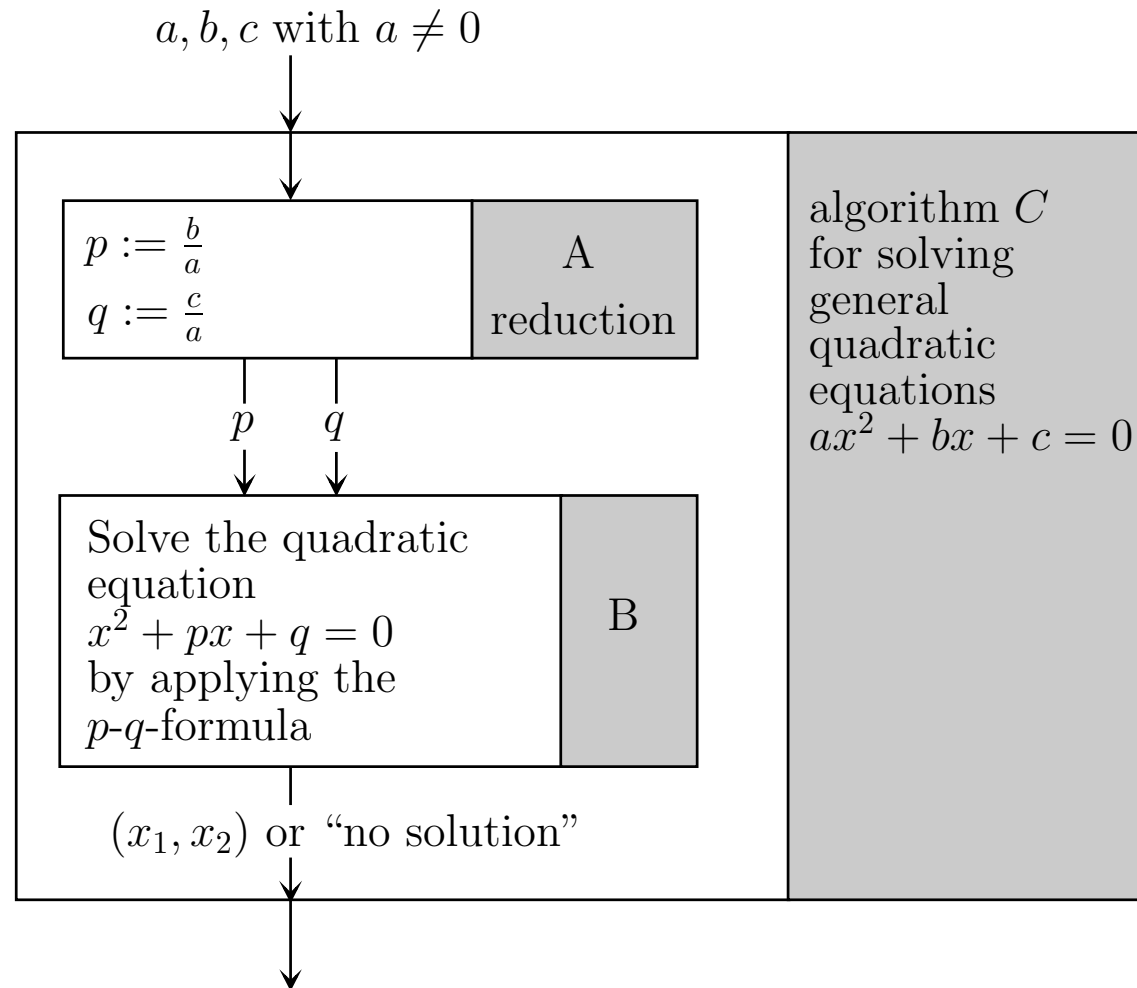 a, b, c with a ≠ 0
p := b/a
q := c/a
A
reduction
p
q
Solve the quadratic
equation
x² + px + q = 0
by applying the
p-q-formula
B
(x₁, x₂) or “no solution”
algorithm C
for solving
general
quadratic
equations
ax² + bx + c = 0